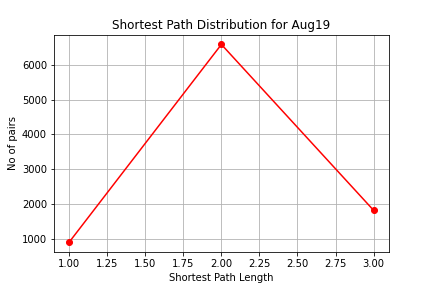 Shortest Path Distribution for Aug19
No of pairs
6000
5000
4000
3000
2000
1000
1.00 1.25 1.50 1.75 2.00 2.25 2.50 2.75 3.00
Shortest Path Length